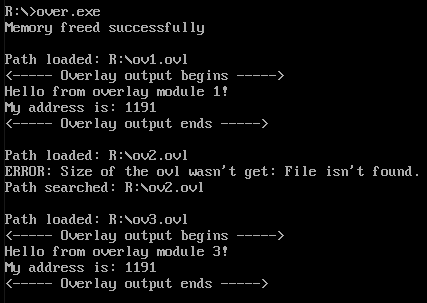 R:\>over.exe
Memory freed successfully
Path loaded: R:\ov1.ovl
<----- Overlay output begins ----->
Hello from overlay module 1!
My address is: 1191
<----- Overlay output ends ----->
Path loaded: R:\ov2.ovl
ERROR: Size of the ovl wasn't get: File isn't found.
Path searched: R:\ov2.ovl
Path loaded: R:\ov3.ovl
<----- Overlay output begins ----->
Hello from overlay module 3!
My address is: 1191
<----- Overlay output ends ----->